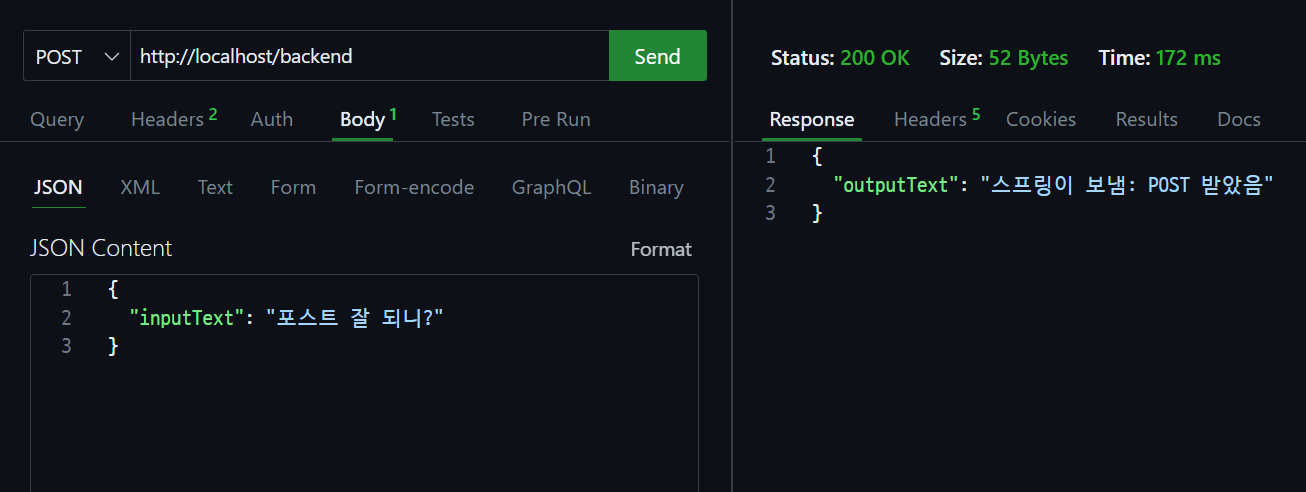 POST http://localhost/backend Send
Query Headers 2 Auth Body 1 Tests Pre Run
JSON XML Text Form Form-encode GraphQL Binary
JSON Content Format
1 {
2 "inputText": "포스트 잘 되니?"
3 }
Status: 200 OK Size: 52 Bytes Time: 172 ms
Response Headers 5 Cookies Results Docs
1 {
2 "outputText": "스프링이 보냄: POST 받았음"
3 }